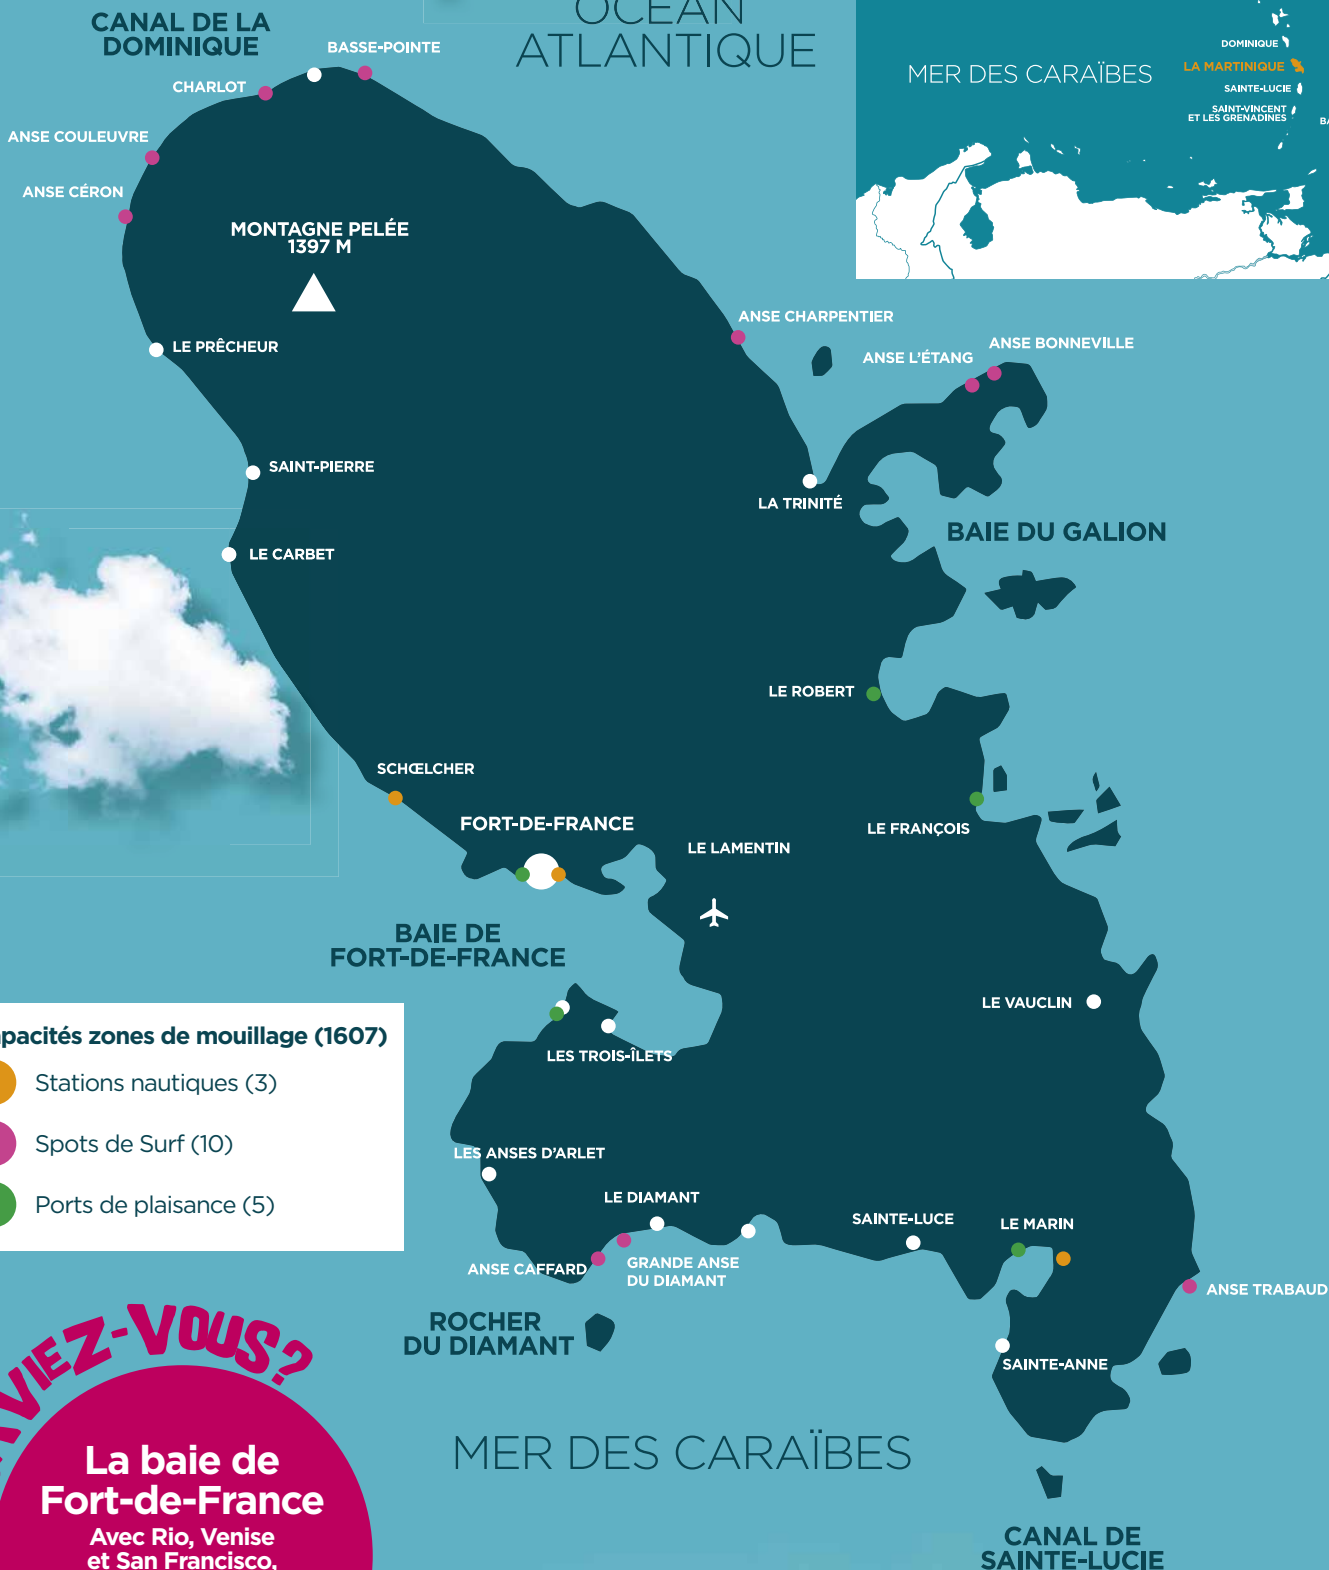 OCÉAN
ATLANTIQUE
CANAL DE LA
DOMINIQUE
BASSE-POINTE
CHARLOT
ANSE COULEUVRE
ANSE CÉRON
MONTAGNE PELÉE
1397 M
MER DES CARAÏBES
DOMINIQUE
LA MARTINIQUE
SAINTE-LUCIE
SAINT-VINCENT
ET LES GRENADINES
BA
ANSE CHARPENTIER
ANSE BONNEVILLE
ANSE L'ÉTANG
LE PRÊCHEUR
SAINT-PIERRE
LA TRINITÉ
BAIE DU GALION
LE CARBET
LE ROBERT
SCHŒLCHER
FORT-DE-FRANCE
LE FRANÇOIS
LE LAMENTIN
BAIE DE
FORT-DE-FRANCE
LE VAUCLIN
pacités zones de mouillage (1607)
Stations nautiques (3)
Spots de Surf (10)
Ports de plaisance (5)
LES TROIS-ÎLETS
LES ANSES D'ARLET
LE DIAMANT
SAINTE-LUCE
LE MARIN
ANSE CAFFARD
GRANDE ANSE
DU DIAMANT
ANSE TRABAUD
ROCHER
DU DIAMANT
SAINTE-ANNE
MER DES CARAÏBES
AVIEZ-VOUS?
La baie de
Fort-de-France
Avec Rio, Venise
et San Francisco,
CANAL DE
SAINTE-LUCIE